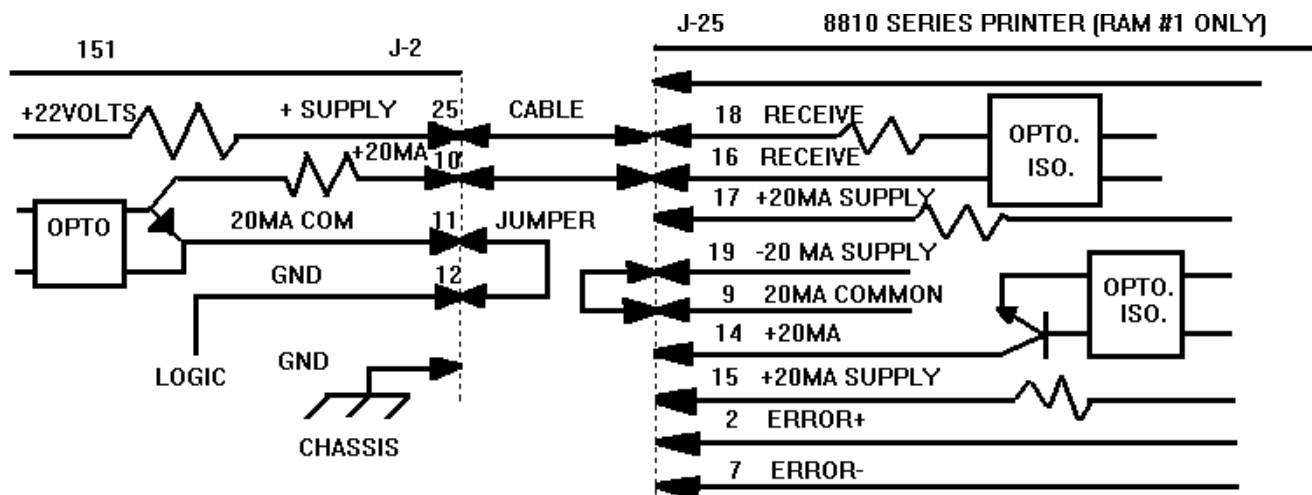 J-25 8810 SERIES PRINTER (RAM #1 ONLY)
151 J-2
+22VOLTS + SUPPLY 25 CABLE 18 RECEIVE
OPTO. ISO.
+20MA 10 16 RECEIVE
17 +20MA SUPPLY
OPTO 20MA COM 11 JUMPER
19 -20 MA SUPPLY
GND 12 9 20MA COMMON
OPTO. ISO.
14 +20MA
LOGIC GND
15 +20MA SUPPLY
CHASSIS
2 ERROR+
7 ERROR-